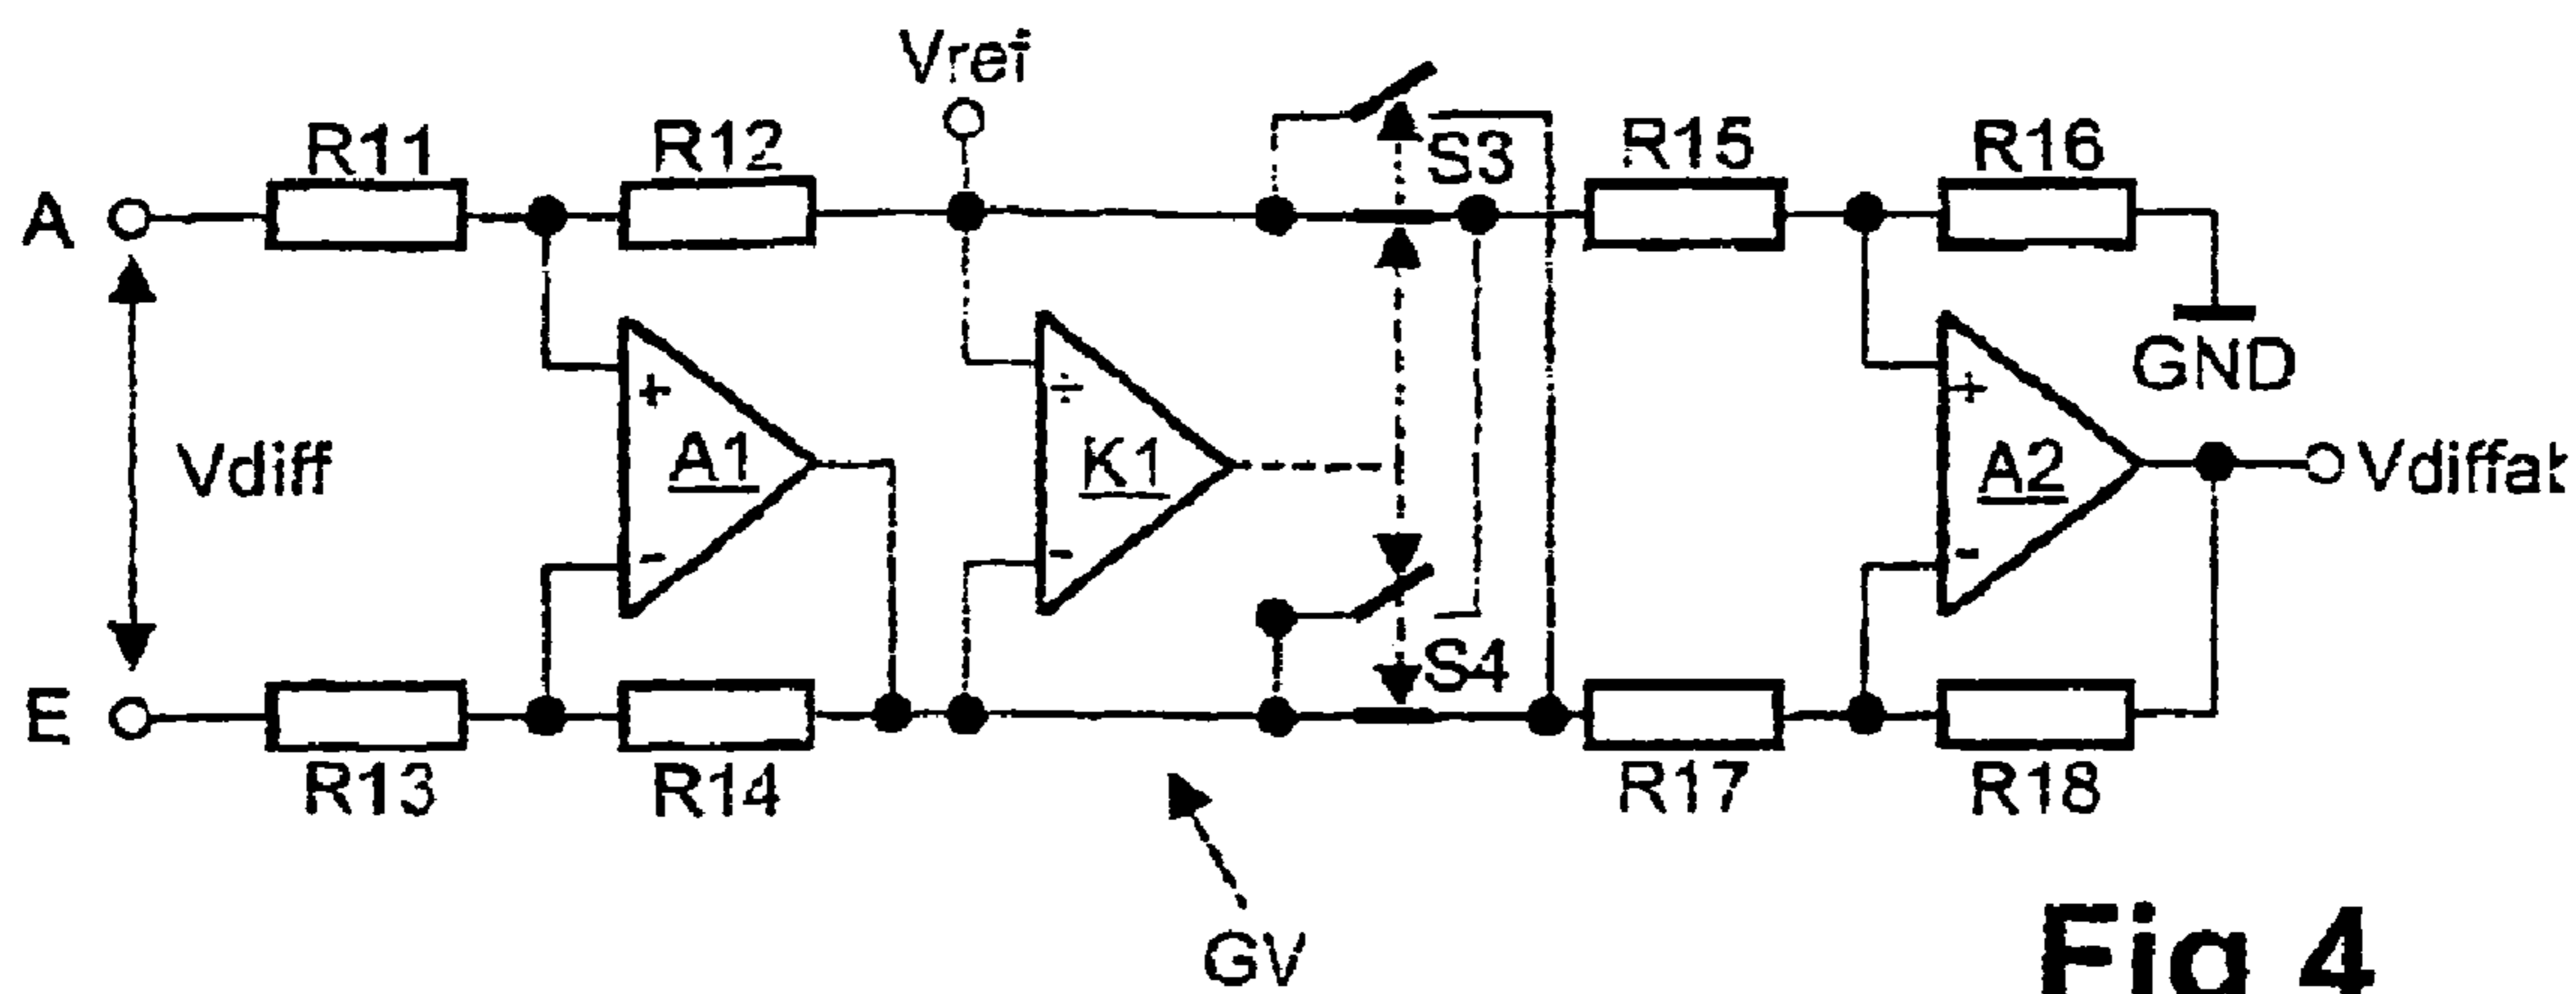 Vref
R11
R12
S3
R15
R16
A
+
÷
+
GND
Vdiff
A1
K1
A2
Vdiffab
-
-
-
S4
E
R13
R14
R17
R18
GV
Fig 4